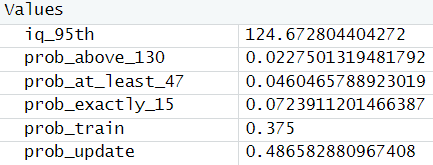 Values
iq_95th 124.672804404272
prob_above_130 0.0227501319481792
prob_at_least_47 0.0460465788923019
prob_exactly_15 0.0723911201466387
prob_train 0.375
prob_update 0.486582880967408